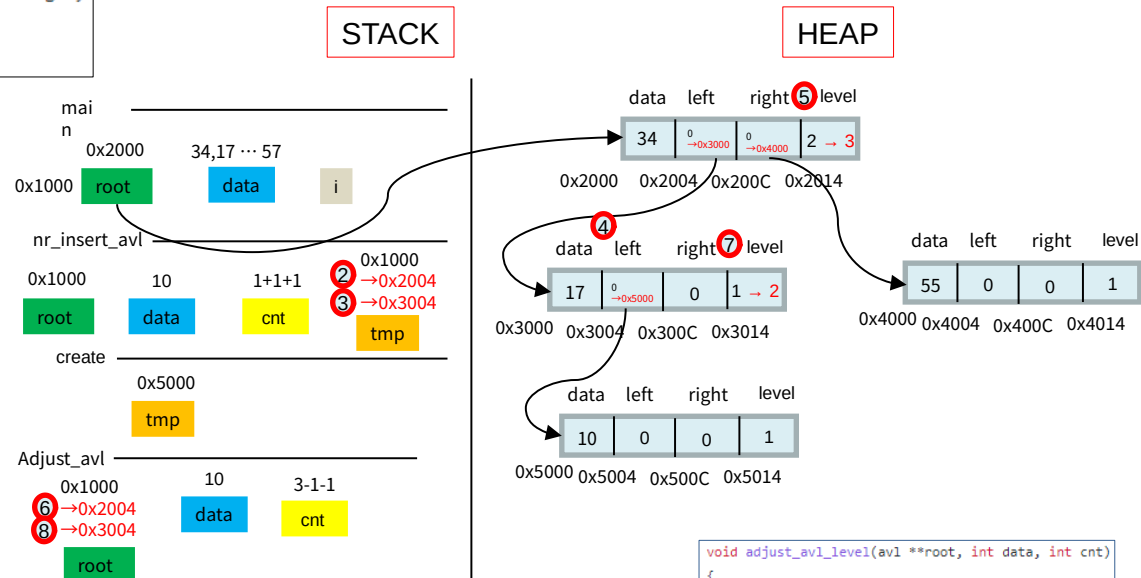 STACK
HEAP
main
0x2000
34,17 … 57
0x1000
root
data
i
nr_insert_avl
0x1000
10
1+1+1
0x1000
2
→0x2004
3
→0x3004
root
data
cnt
tmp
create
0x5000
tmp
Adjust_avl
0x1000
6
→0x2004
8
→0x3004
10
3-1-1
data
cnt
root
data left right 5 level
34
0
→0x3000
0
→0x4000
2 → 3
0x2000 0x2004 0x200C 0x2014
4
data left right 7 level
17
0
→0x5000
0
1 → 2
0x3000 0x3004 0x300C 0x3014
data left right level
55 0 0 1
0x4000 0x4004 0x400C 0x4014
data left right level
10 0 0 1
0x5000 0x5004 0x500C 0x5014
void adjust_avl_level(avl **root, int data, int cnt)
{